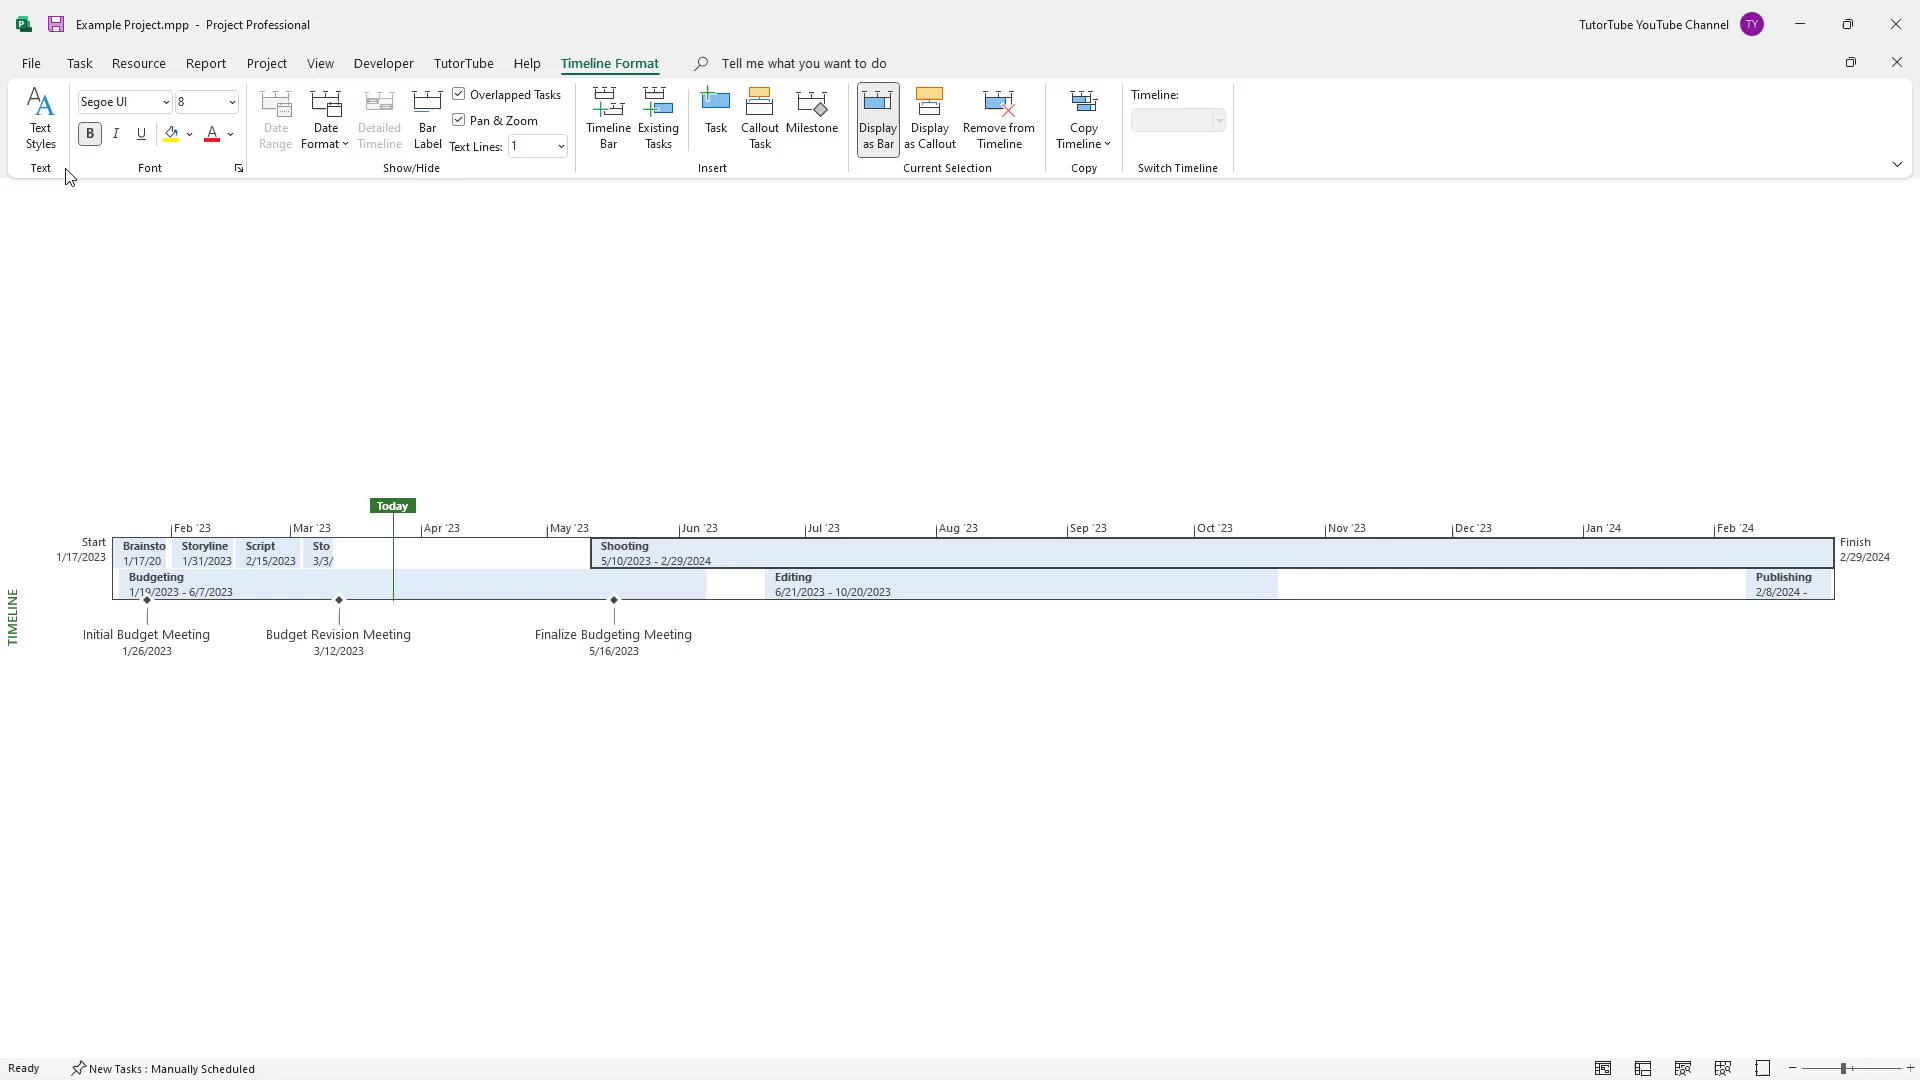 Example Project.mpp - Project Professional
TutorTube YouTube Channel
TY
File
Task
Resource
Report
Project
View
Developer
TutorTube
Help
Timeline Format
Tell me what you want to do
Text
Styles
Text
Segoe UI
8
B
I
U
A
Font
Date
Range
Date
Format
Detailed
Timeline
Bar
Label
Overlapped Tasks
Pan & Zoom
Text Lines: 1
Show/Hide
Timeline
Bar
Existing
Tasks
Task
Callout
Task
Milestone
Insert
Display
as Bar
Display
as Callout
Remove from
Timeline
Current Selection
Copy
Timeline
Copy
Timeline:
Switch Timeline
Today
Feb '23
Mar '23
Apr '23
May '23
Jun '23
Jul '23
Aug '23
Sep '23
Oct '23
Nov '23
Dec '23
Jan '24
Feb '24
Start
1/17/2023
Brainsto
1/17/20
Storyline
1/31/2023
Script
2/15/2023
Sto
3/3/
Shooting
5/10/2023 - 2/29/2024
Finish
2/29/2024
Budgeting
1/19/2023 - 6/7/2023
Editing
6/21/2023 - 10/20/2023
Publishing
2/8/2024 -
Initial Budget Meeting
1/26/2023
Budget Revision Meeting
3/12/2023
Finalize Budgeting Meeting
5/16/2023
TIMELINE
Ready
New Tasks : Manually Scheduled